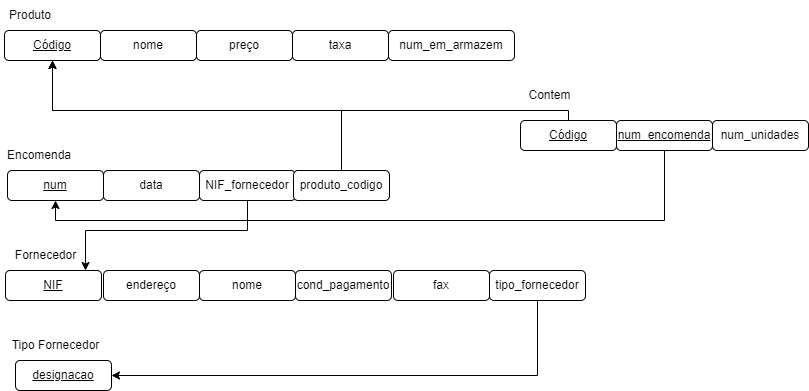 Produto
Código nome preço taxa num_em_armazem
Contem
Código num_encomenda num_unidades
Encomenda
num data NIF_fornecedor produto_codigo
Fornecedor
NIF endereço nome cond_pagamento fax tipo_fornecedor
Tipo Fornecedor
designacao